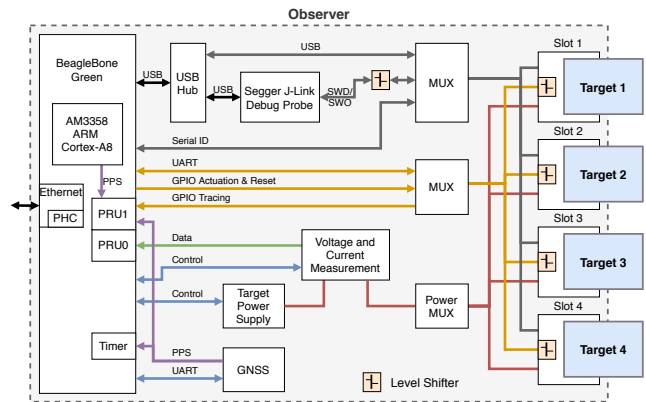 Observer
BeagleBone
Green
AM3358
ARM
Cortex-A8
PPS
Ethernet
PHC
PRU1
PRU0
Timer
USB
USB
Hub
USB
USB
Segger J-Link
Debug Probe
SWD/
SWO
MUX
Serial ID
UART
GPIO Actuation & Reset
GPIO Tracing
MUX
Data
Control
Voltage and
Current
Measurement
Control
Target
Power
Supply
Power
MUX
PPS
UART
GNSS
Level Shifter
Slot 1
Target 1
Slot 2
Target 2
Slot 3
Target 3
Slot 4
Target 4